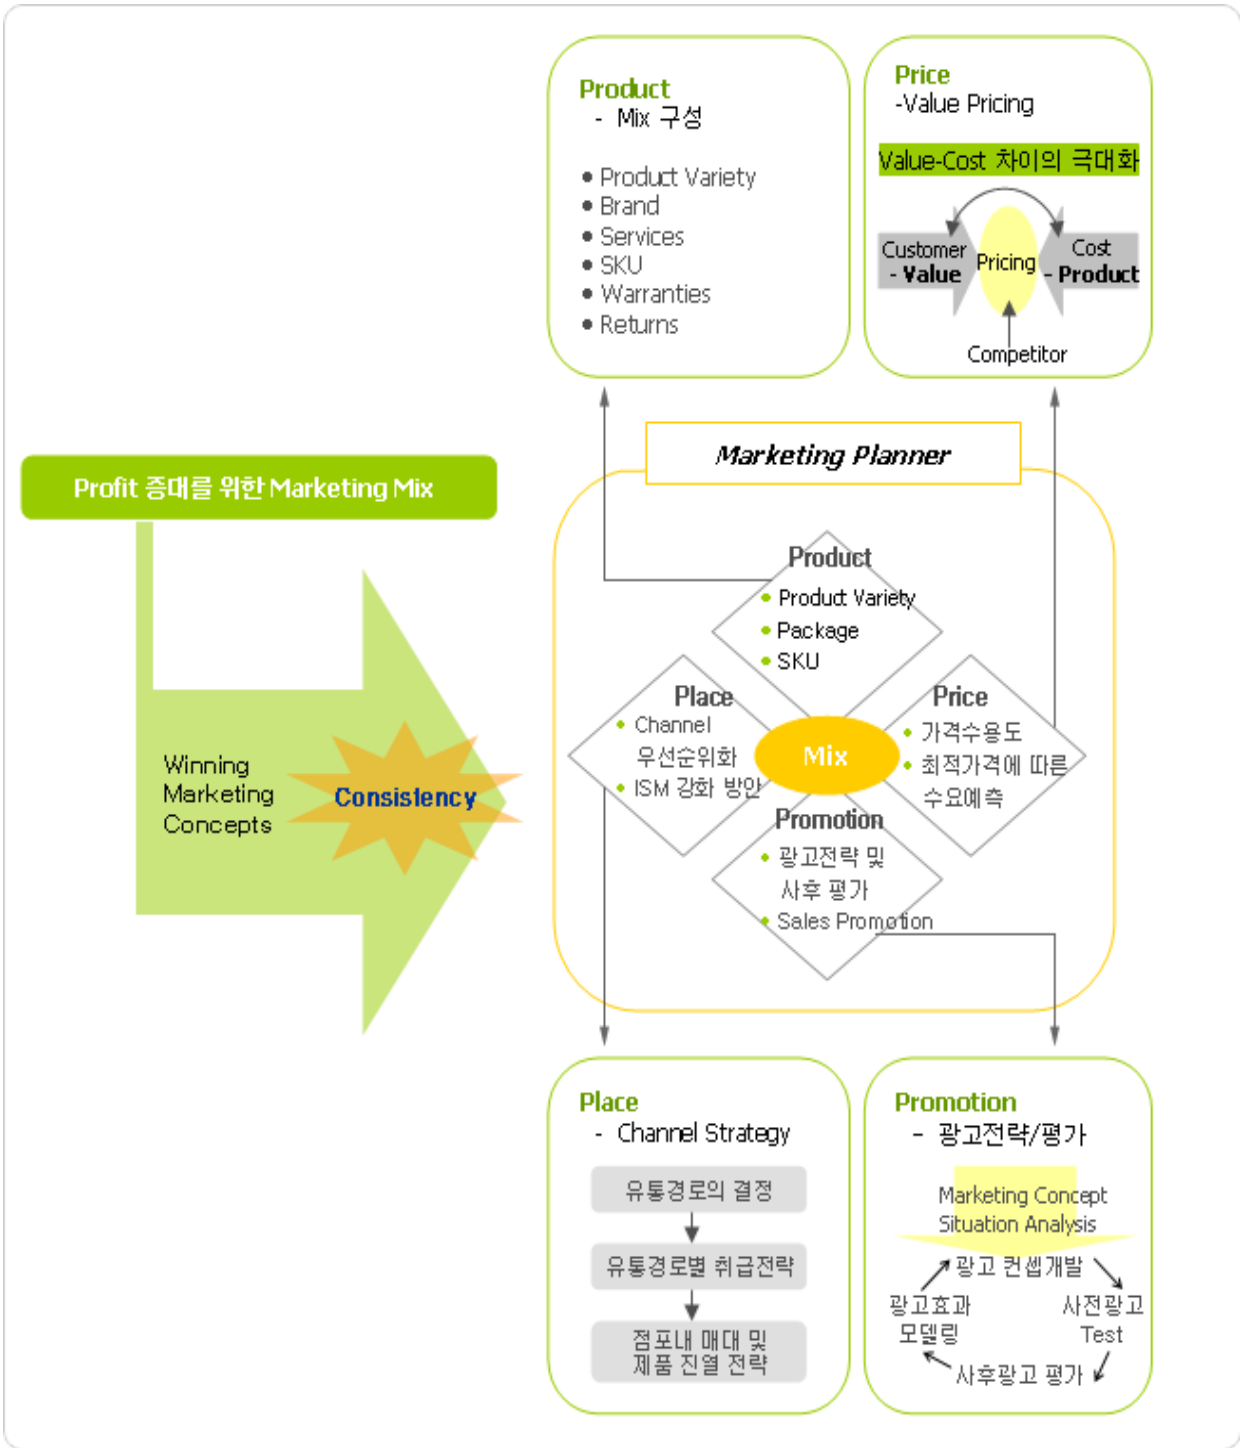 Product
- Mix 구성
• Product Variety
• Brand
• Services
• SKU
• Warranties
• Returns
Price
-Value Pricing
Value-Cost 차이의 극대화
Customer
- Value
Pricing
Cost
- Product
Competitor
Profit 증대를 위한 Marketing Mix
Winning
Marketing
Concepts
Consistency
Marketing Planner
Product
• Product Variety
• Package
• SKU
Place
• Channel
우선순위화
• ISM 강화 방안
Mix
Price
• 가격수용도
• 최적가격에 따른
수요예측
Promotion
• 광고전략 및
사후 평가
• Sales Promotion
Place
- Channel Strategy
유통경로의 결정
유통경로별 취급전략
점포내 매대 및
제품 진열 전략
Promotion
- 광고전략/평가
Marketing Concept
Situation Analysis
광고 컨셉개발
사전광고
Test
사후광고 평가
광고효과
모델링